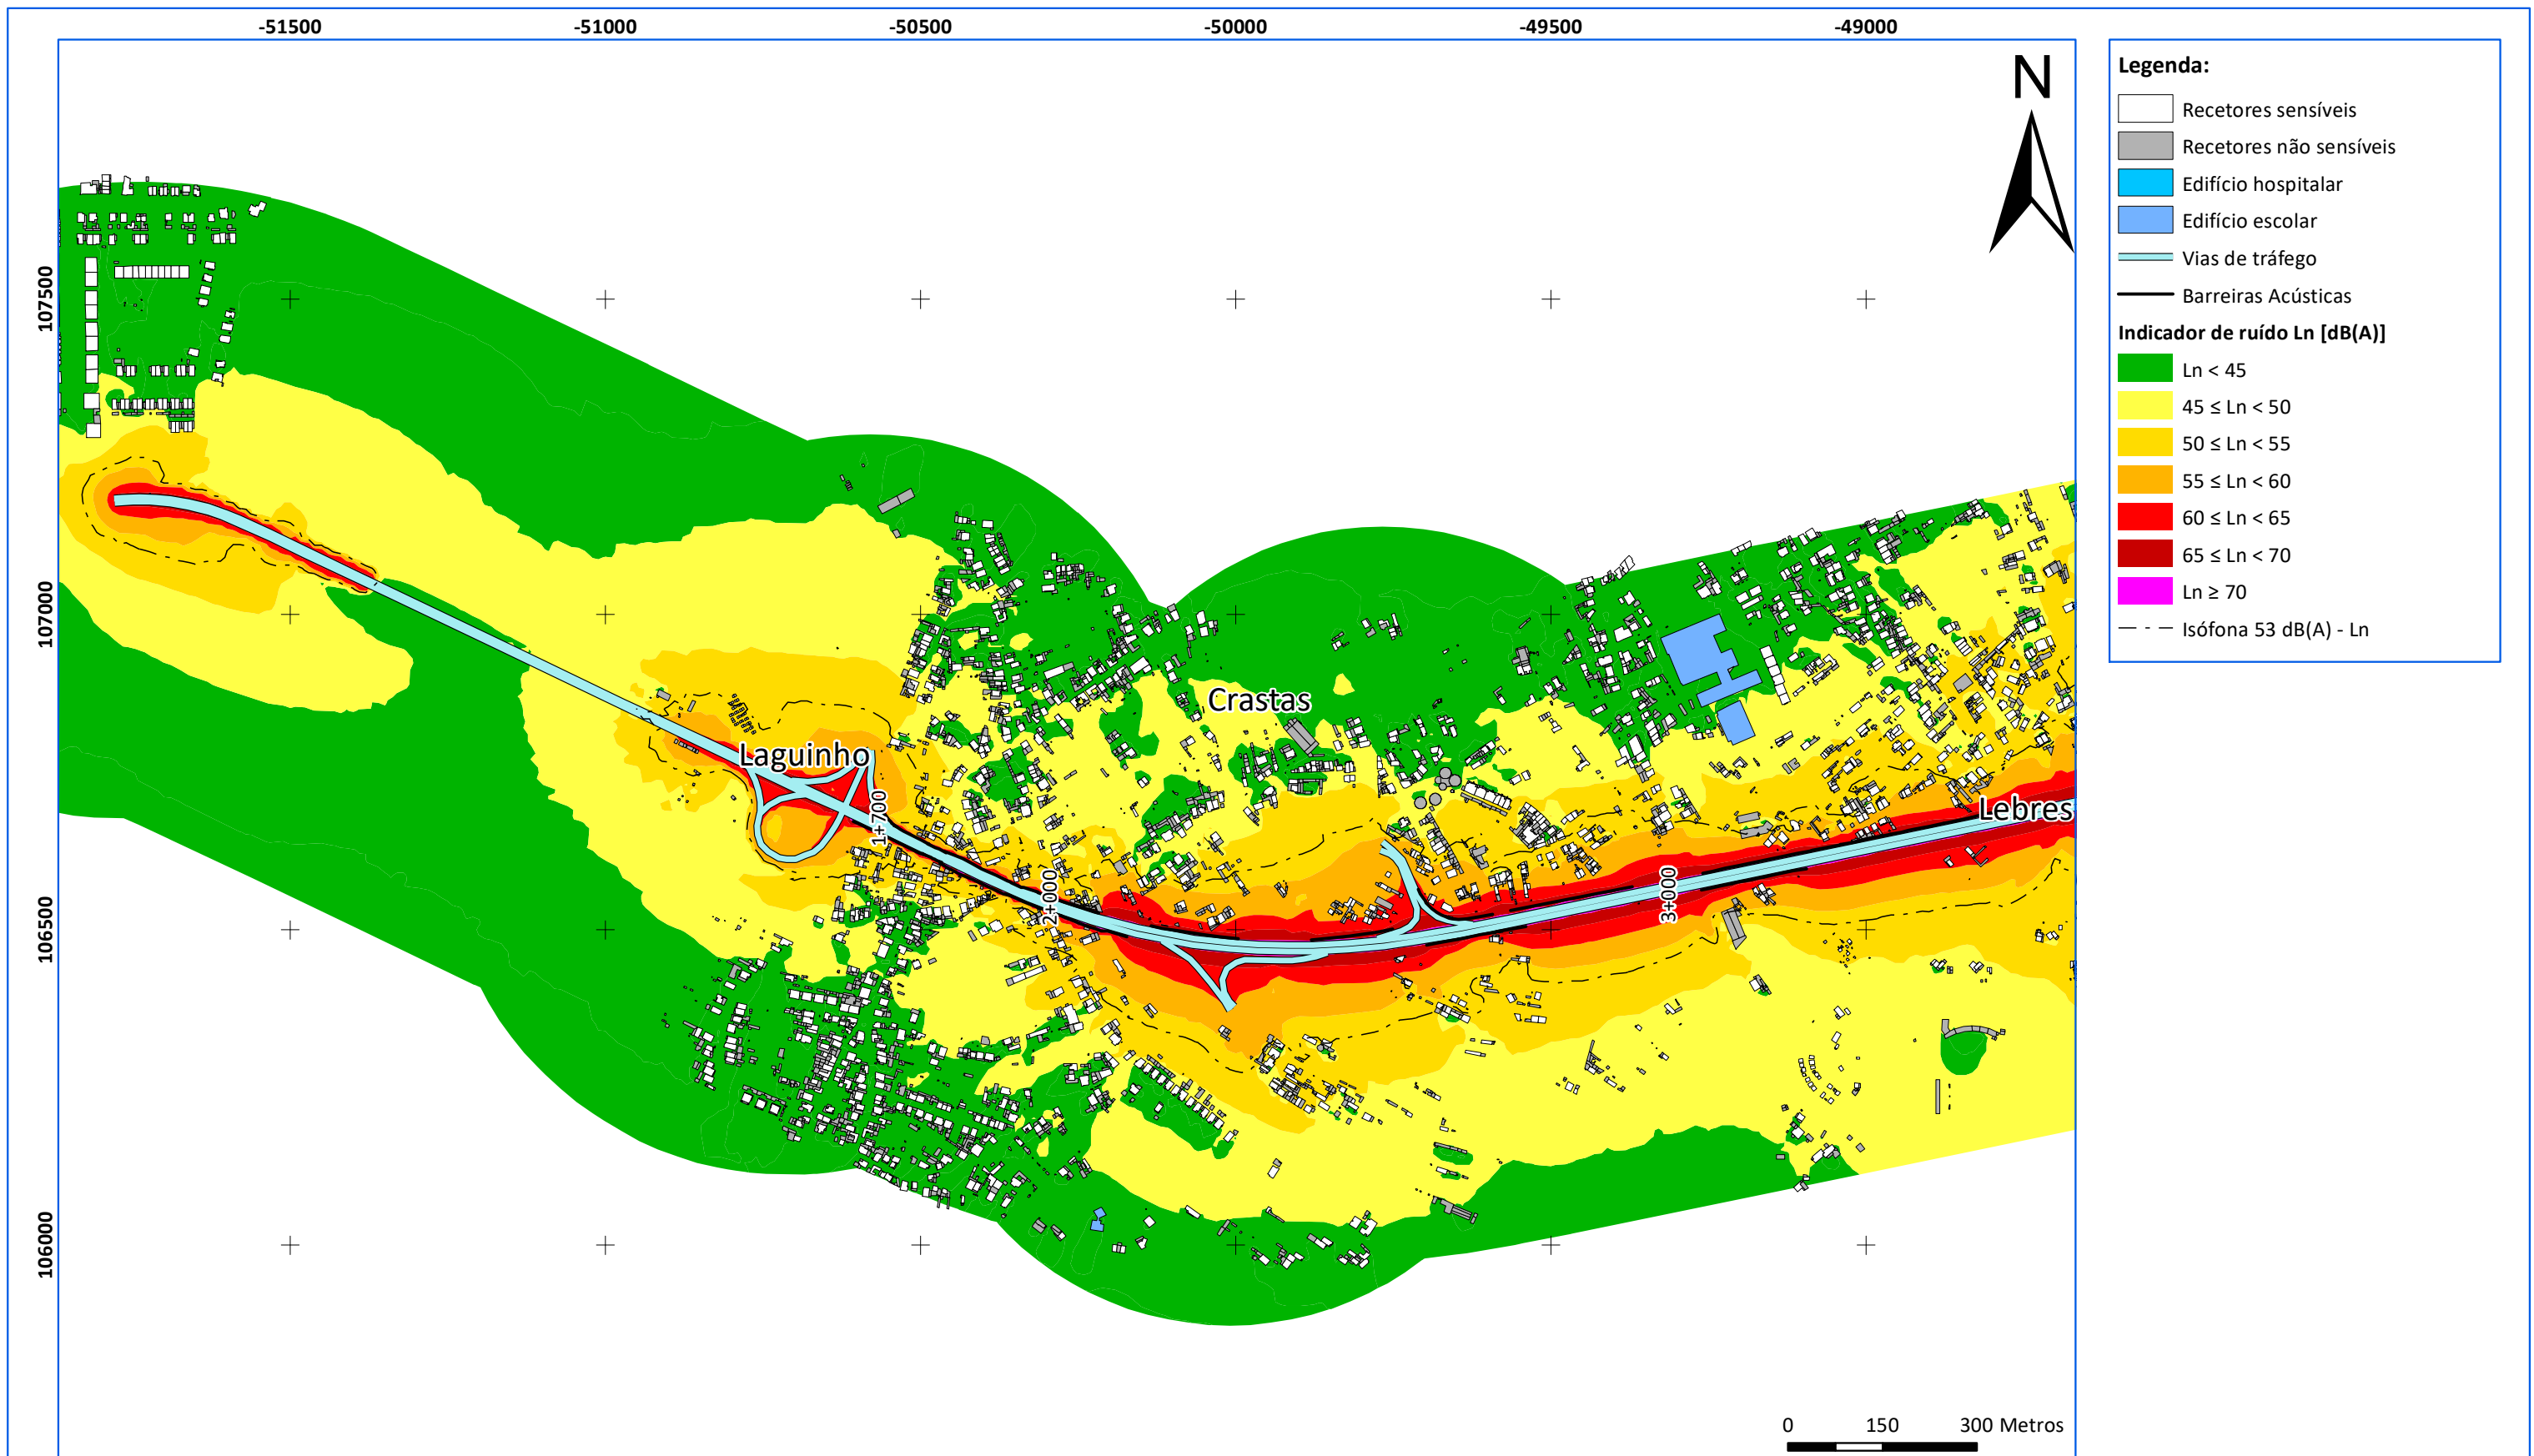 -51500 -51000 -50500 -50000 -49500 -49000
107500
107000
106500
106000
N
Crastas
Laguinho
Lebres
1+700
2+000
3+000
0 150 300 Metros
Legenda:
Recetores sensíveis
Recetores não sensíveis
Edifício hospitalar
Edifício escolar
Vias de tráfego
Barreiras Acústicas
Indicador de ruído Ln [dB(A)]
Ln < 45
45 ≤ Ln < 50
50 ≤ Ln < 55
55 ≤ Ln < 60
60 ≤ Ln < 65
65 ≤ Ln < 70
Ln ≥ 70
Isófona 53 dB(A) - Ln